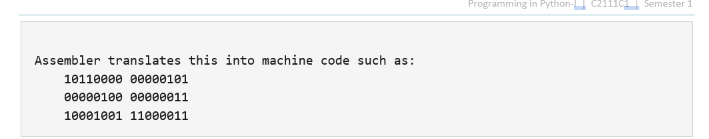 Programming in Python-I C2111C1 Semester 1
Assembler translates this into machine code such as:
10110000 00000101
00000100 00000011
10001001 11000011